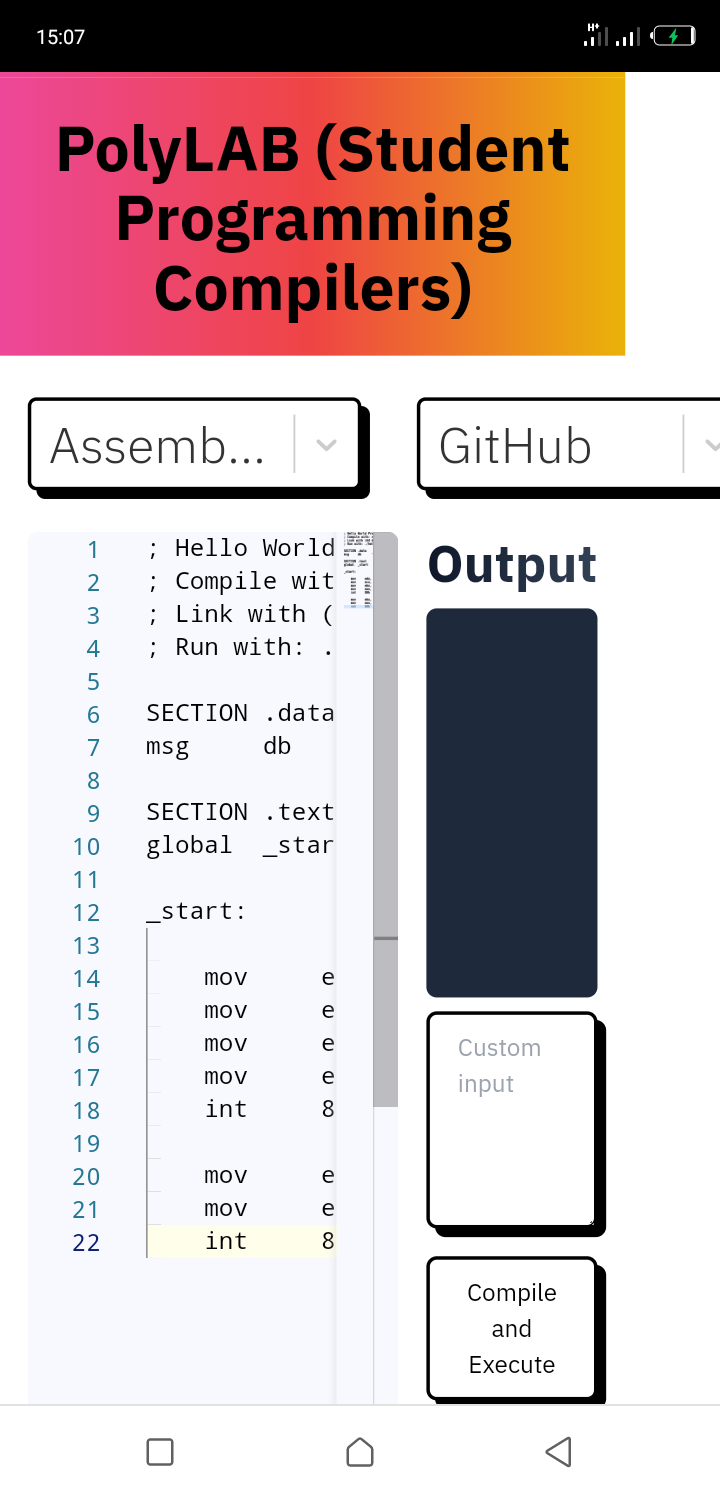 15:07
H+
PolyLAB (Student
Programming
Compilers)
Assemb...
GitHub
1 ; Hello World
2 ; Compile wit
3 ; Link with (
4 ; Run with: .
5
6 SECTION .data
7 msg     db
8
9 SECTION .text
10 global  _star
11
12 _start:
13
14     mov     e
15     mov     e
16     mov     e
17     mov     e
18     int     8
19
20     mov     e
21     mov     e
22     int     8
Output
Custom
input
Compile
and
Execute